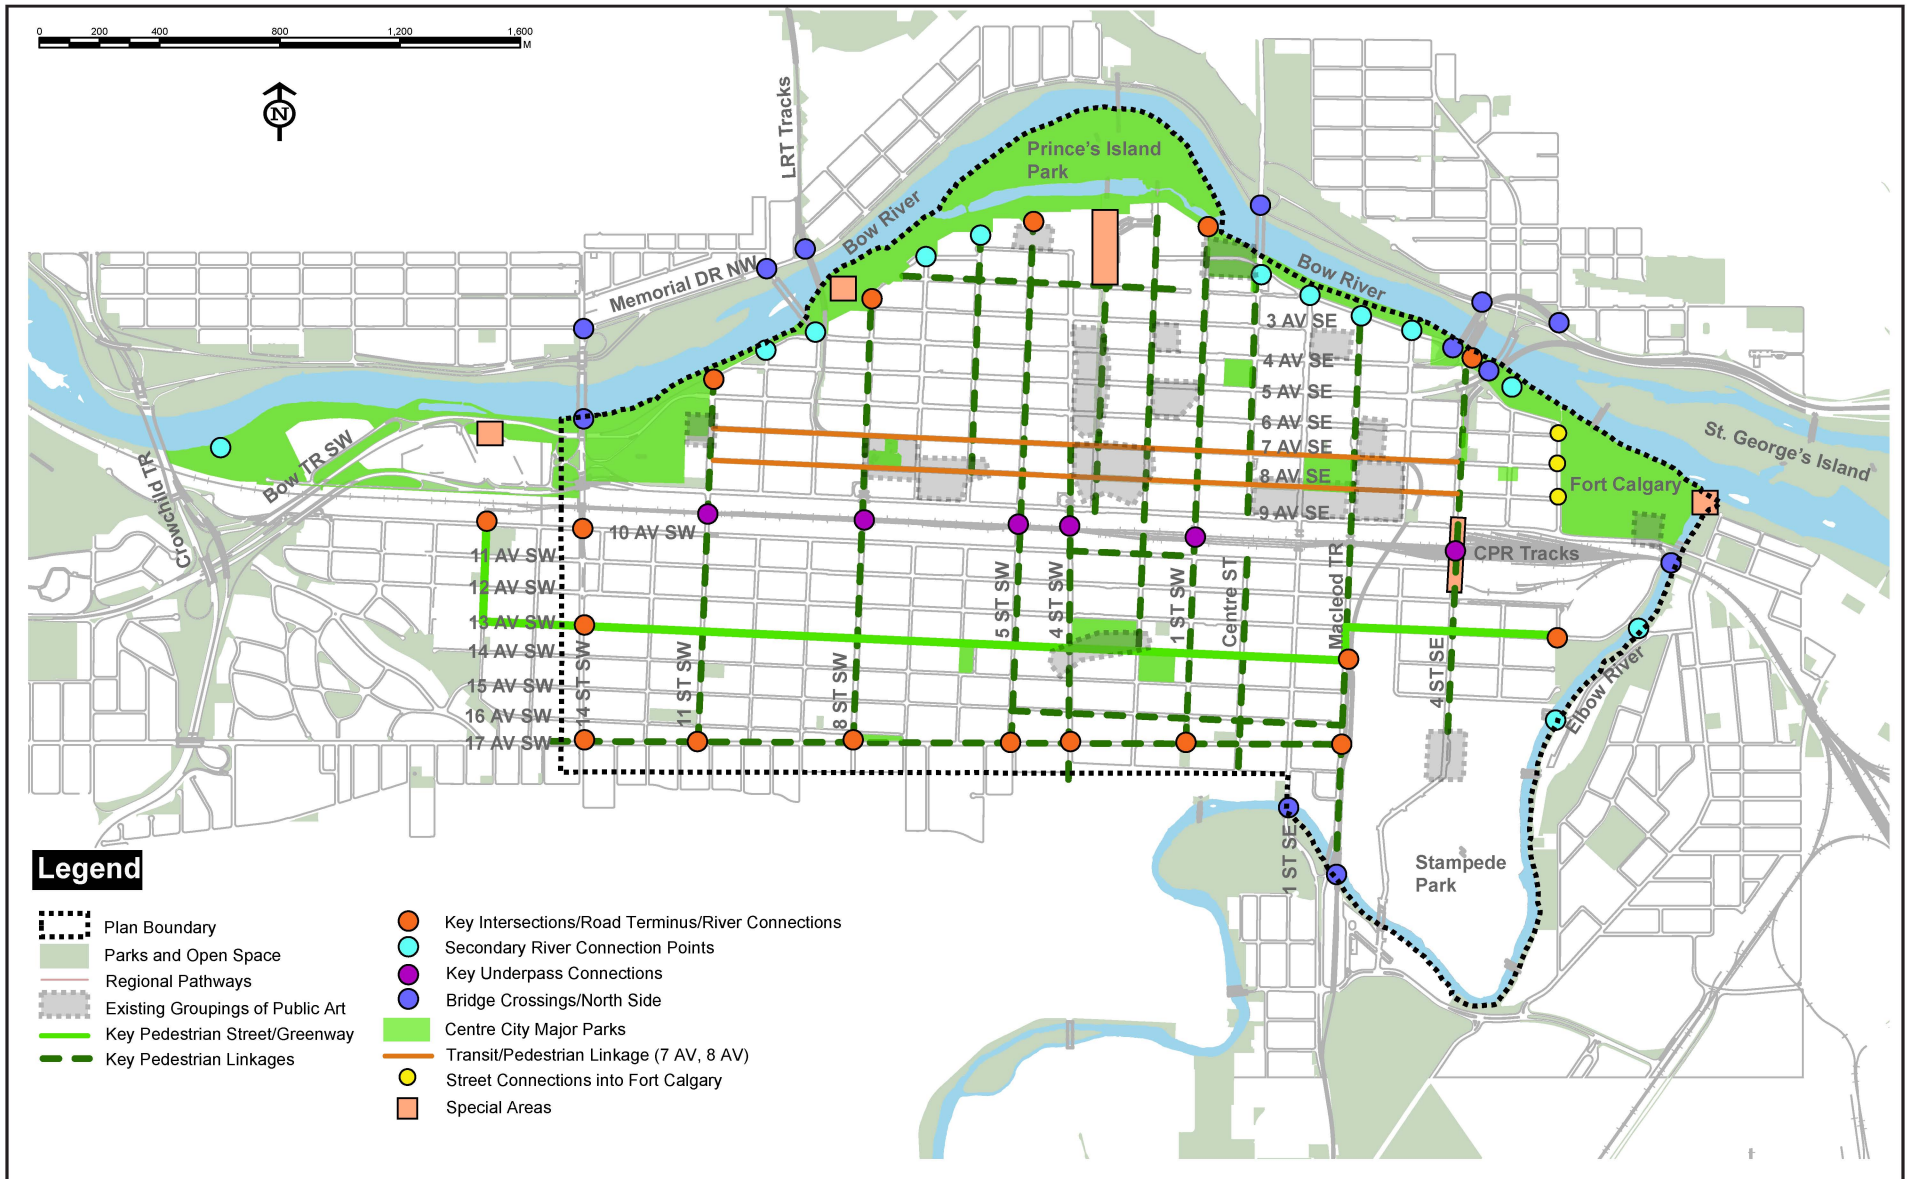 0 200 400 800 1,200 1,600
M
N
LRT Tracks
Prince's Island
Park
Bow River
Memorial DR NW
Bow River
3 AV SE
4 AV SE
5 AV SE
6 AV SE
7 AV SE
8 AV SE
9 AV SE
St. George's Island
Fort Calgary
Crowchild TR
Bow TR SW
10 AV SW
CPR Tracks
11 AV SW
12 AV SW
13 AV SW
14 AV SW
15 AV SW
16 AV SW
17 AV SW
14 ST SW
11 ST SW
8 ST SW
5 ST SW
4 ST SW
1 ST SW
Centre ST
Macleod TR
4 ST SE
Elbow River
1 ST SE
Stampede
Park
Legend
Plan Boundary
Parks and Open Space
Regional Pathways
Existing Groupings of Public Art
Key Pedestrian Street/Greenway
Key Pedestrian Linkages
Key Intersections/Road Terminus/River Connections
Secondary River Connection Points
Key Underpass Connections
Bridge Crossings/North Side
Centre City Major Parks
Transit/Pedestrian Linkage (7 AV, 8 AV)
Street Connections into Fort Calgary
Special Areas